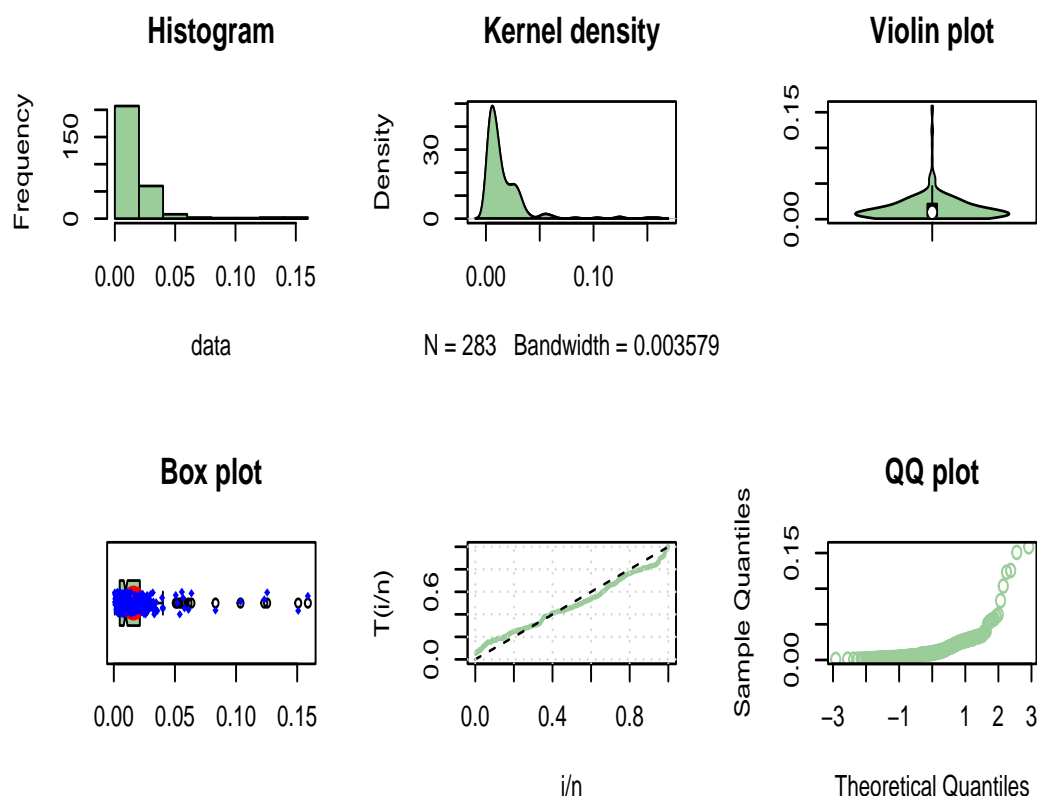 Histogram
Frequency
0 150
0.00 0.05 0.10 0.15
data
Kernel density
Density
0 30
0.00 0.10
N = 283 Bandwidth = 0.003579
Violin plot
0.00 0.15
Box plot
0.00 0.05 0.10 0.15
T(i/n)
0.0 0.6
0.0 0.4 0.8
i/n
QQ plot
Sample Quantiles
0.00 0.15
−3 −1 1 2 3
Theoretical Quantiles